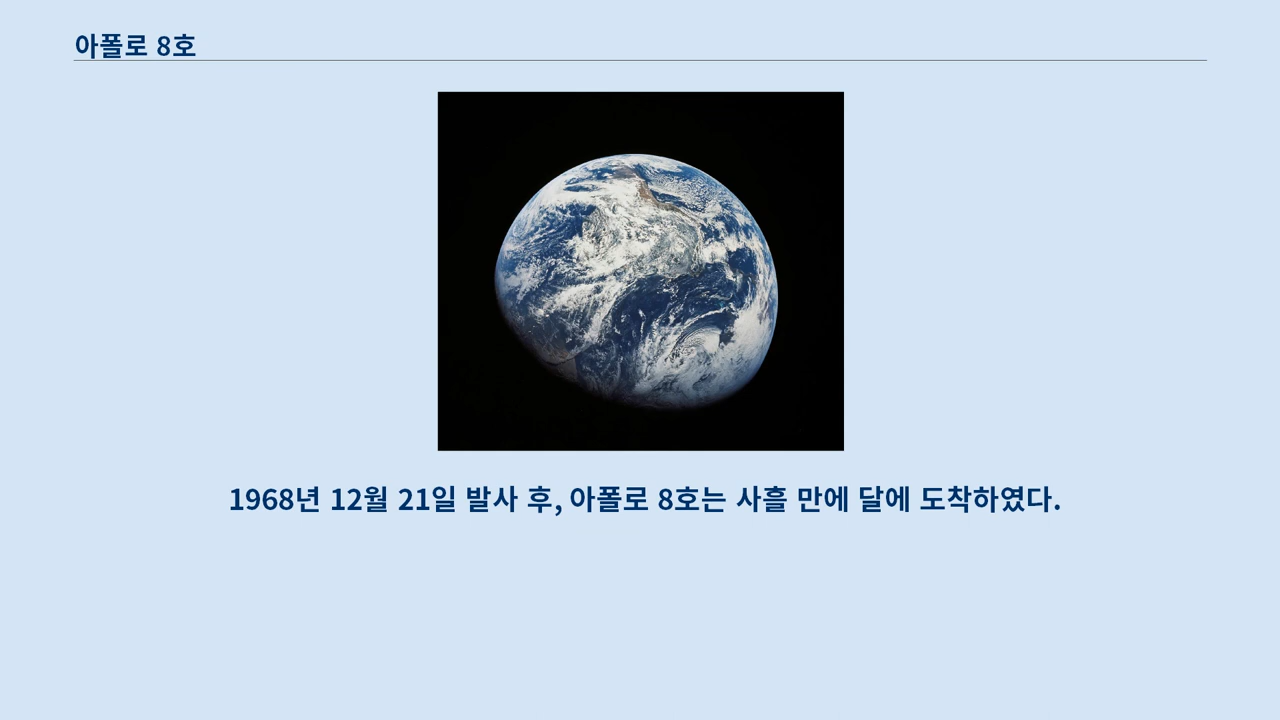 아폴로 8호
1968년 12월 21일 발사 후, 아폴로 8호는 사흘 만에 달에 도착하였다.